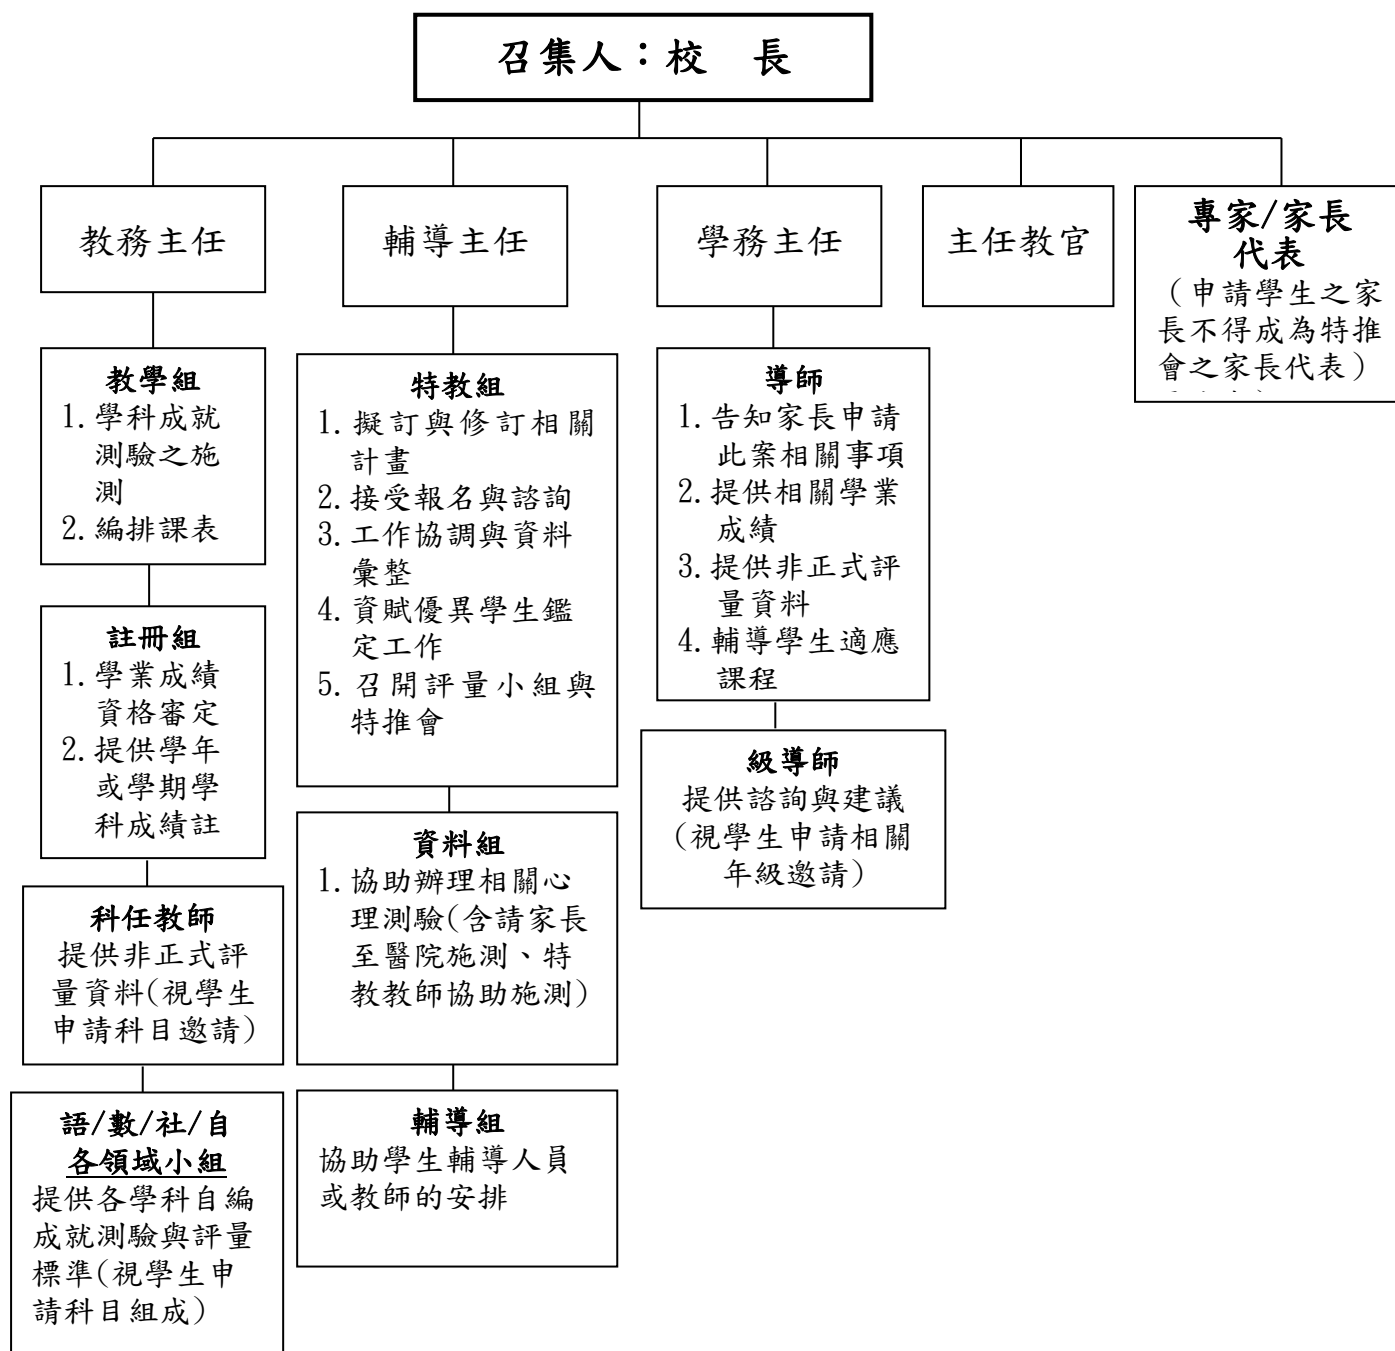 召集人：校　長
教務主任
輔導主任
學務主任
主任教官
專家/家長
代表
（申請學生之家
長不得成為特推
會之家長代表）
教學組
1.學科成就
測驗之施
測
2.編排課表
註冊組
1.學業成績
資格審定
2.提供學年
或學期學
科成績註
科任教師
提供非正式評
量資料(視學生
申請科目邀請)
語/數/社/自
各領域小組
提供各學科自編
成就測驗與評量
標準(視學生申
請科目組成)
特教組
1.擬訂與修訂相關
計畫
2.接受報名與諮詢
3.工作協調與資料
彙整
4.資賦優異學生鑑
定工作
5.召開評量小組與
特推會
資料組
1.協助辦理相關心
理測驗(含請家長
至醫院施測、特
教教師協助施測)
輔導組
協助學生輔導人員
或教師的安排
導師
1.告知家長申請
此案相關事項
2.提供相關學業
成績
3.提供非正式評
量資料
4.輔導學生適應
課程
級導師
提供諮詢與建議
(視學生申請相關
年級邀請)